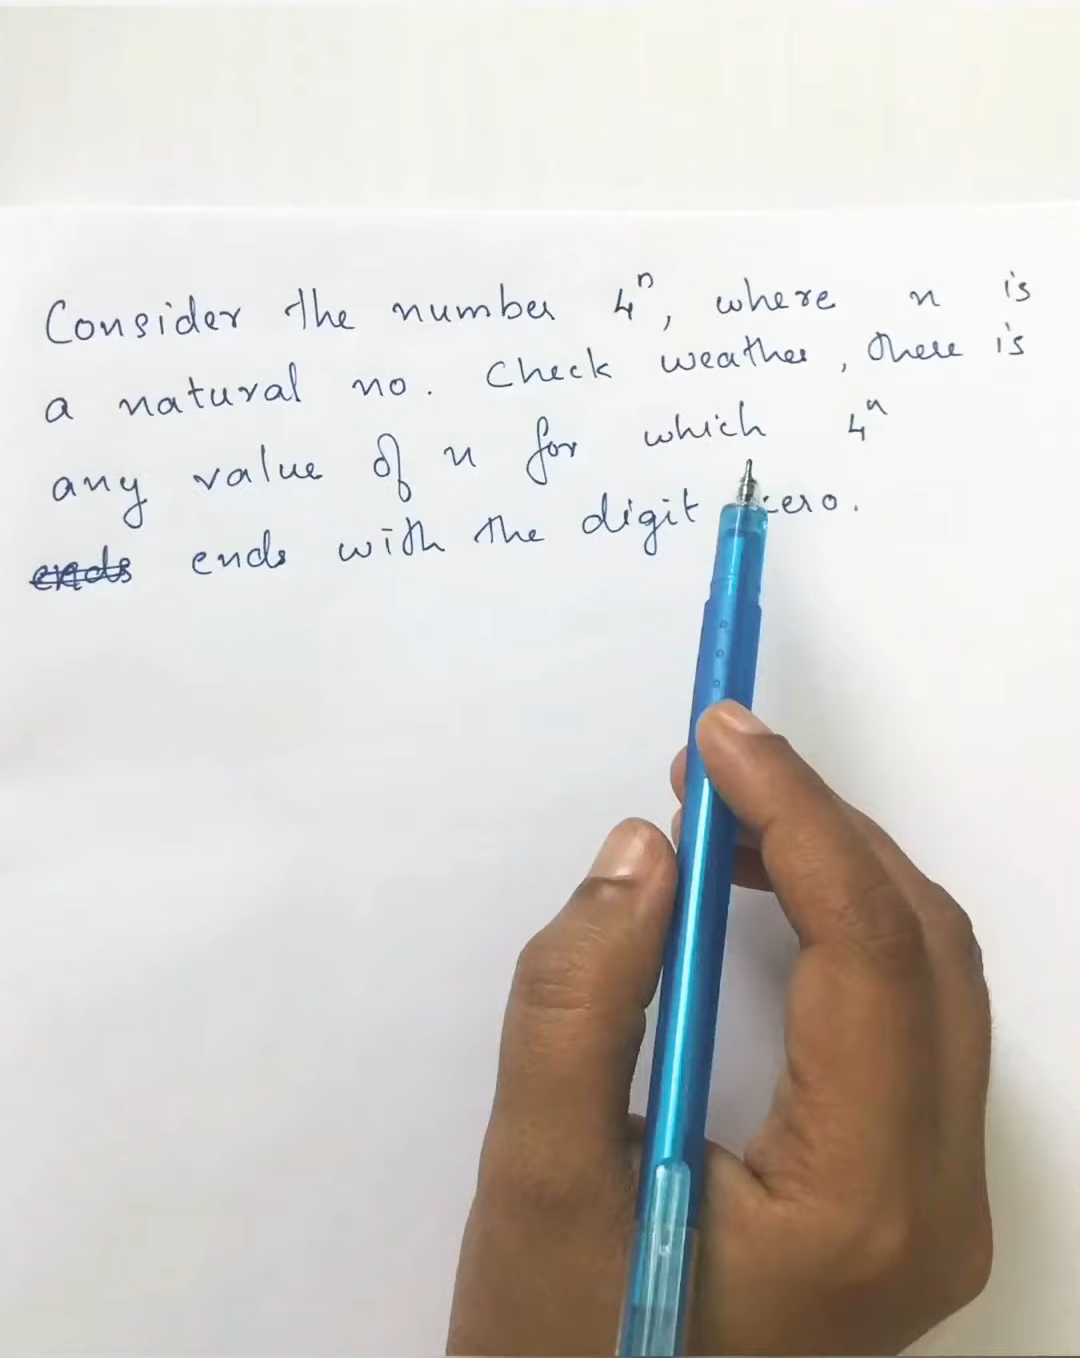 Consider the number 4ⁿ, where n is
a natural no. Check weather, there is
any value of n for which 4ⁿ
ends ends with the digit zero.